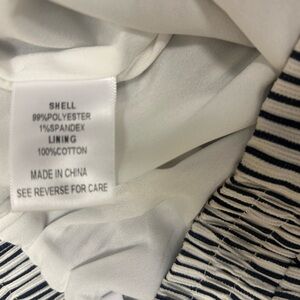 SHELL
99%POLYESTER
1%SPANDEX
LINING
100%COTTON
MADE IN CHINA
SEE REVERSE FOR CARE